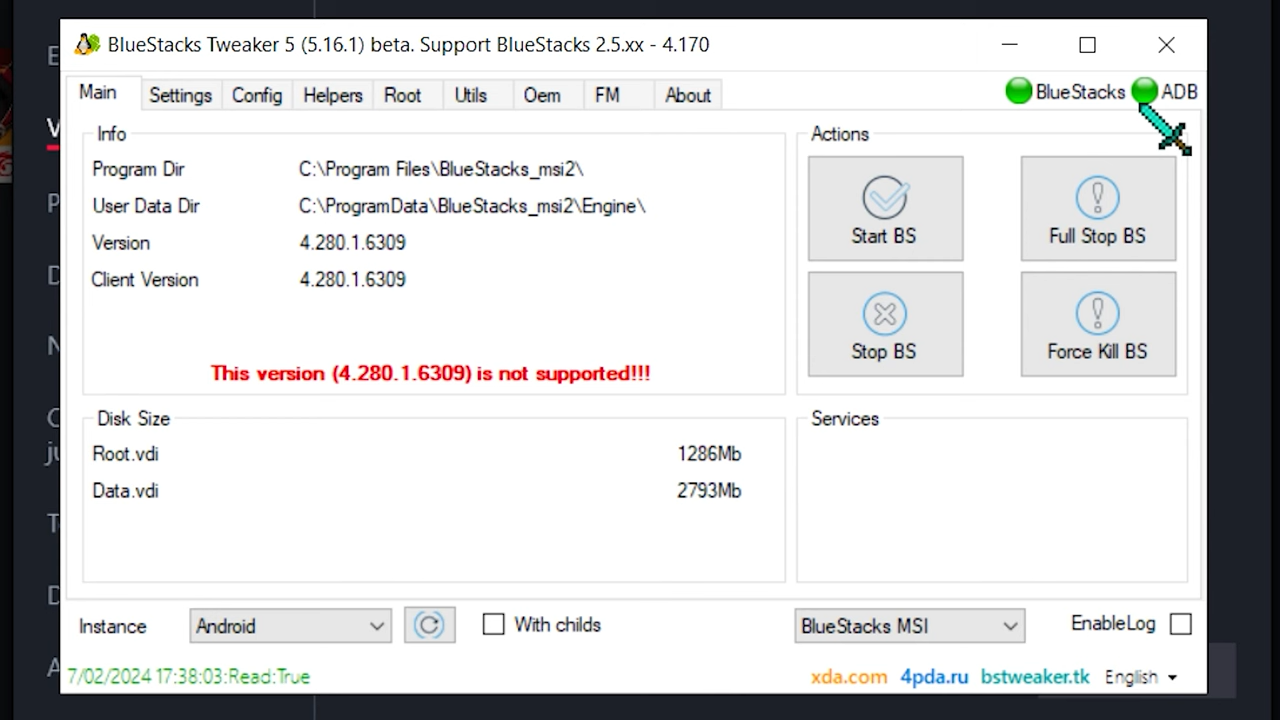 BlueStacks Tweaker 5 (5.16.1) beta. Support BlueStacks 2.5.xx - 4.170
Main Settings Config Helpers Root Utils Oem FM About
BlueStacks ADB
Info
Program Dir C:\Program Files\BlueStacks_msi2\
User Data Dir C:\ProgramData\BlueStacks_msi2\Engine\
Version 4.280.1.6309
Client Version 4.280.1.6309
This version (4.280.1.6309) is not supported!!!
Actions
Start BS Full Stop BS
Stop BS Force Kill BS
Disk Size
Root.vdi 1286Mb
Data.vdi 2793Mb
Services
Instance Android With childs BlueStacks MSI EnableLog
7/02/2024 17:38:03:Read:True xda.com 4pda.ru bstweaker.tk English